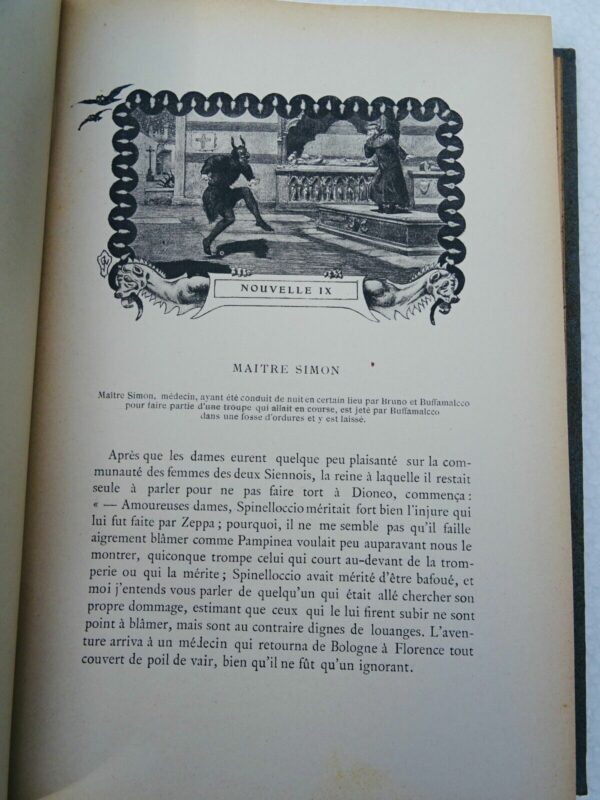 NOUVELLE IX
MAITRE SIMON
Maître Simon, médecin, ayant été conduit de nuit en certain lieu par Bruno et Buffamalcco
pour faire partie d'une troupe qui allait en course, est jeté par Buffamalcco
dans une fosse d'ordures et y est laissé.
Après que les dames eurent quelque peu plaisanté sur la com-
munauté des femmes des deux Siennois, la reine à laquelle il restait
seule à parler pour ne pas faire tort à Dioneo, commença :
« — Amoureuses dames, Spinelloccio méritait fort bien l'injure qui
lui fut faite par Zeppa ; pourquoi, il ne me semble pas qu'il faille
aigrement blâmer comme Pampinea voulait peu auparavant nous le
montrer, quiconque trompe celui qui court au-devant de la trom-
perie ou qui la mérite ; Spinelloccio avait mérité d'être bafoué, et
moi j'entends vous parler de quelqu'un qui était allé chercher son
propre dommage, estimant que ceux qui le lui firent subir ne sont
point à blâmer, mais sont au contraire dignes de louanges. L'aven-
ture arriva à un médecin qui retourna de Bologne à Florence tout
couvert de poil de vair, bien qu'il ne fût qu'un ignorant.